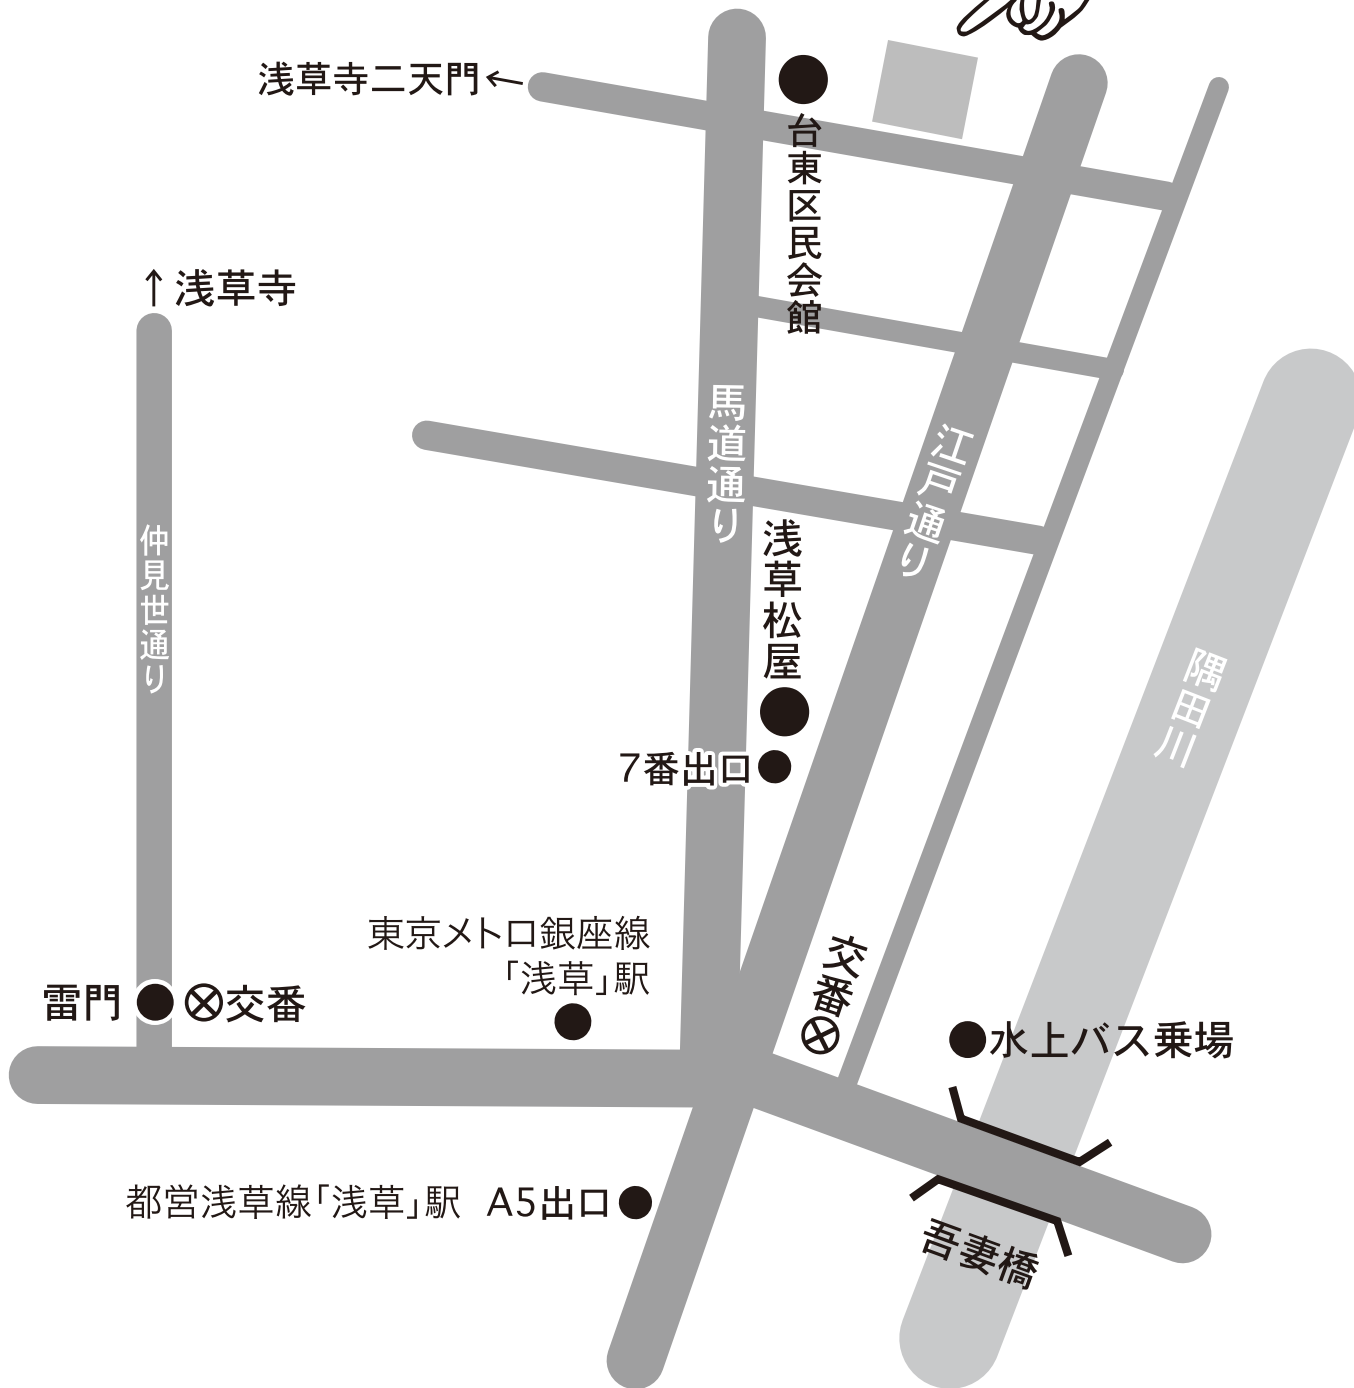 浅草寺二天門←
台東区民会館
↑浅草寺
馬道通り
江戸通り
仲見世通り
浅草松屋
隅田川
7番出口
東京メトロ銀座線
「浅草」駅
交番
雷門
交番
水上バス乗場
都営浅草線「浅草」駅 A5出口
吾妻橋